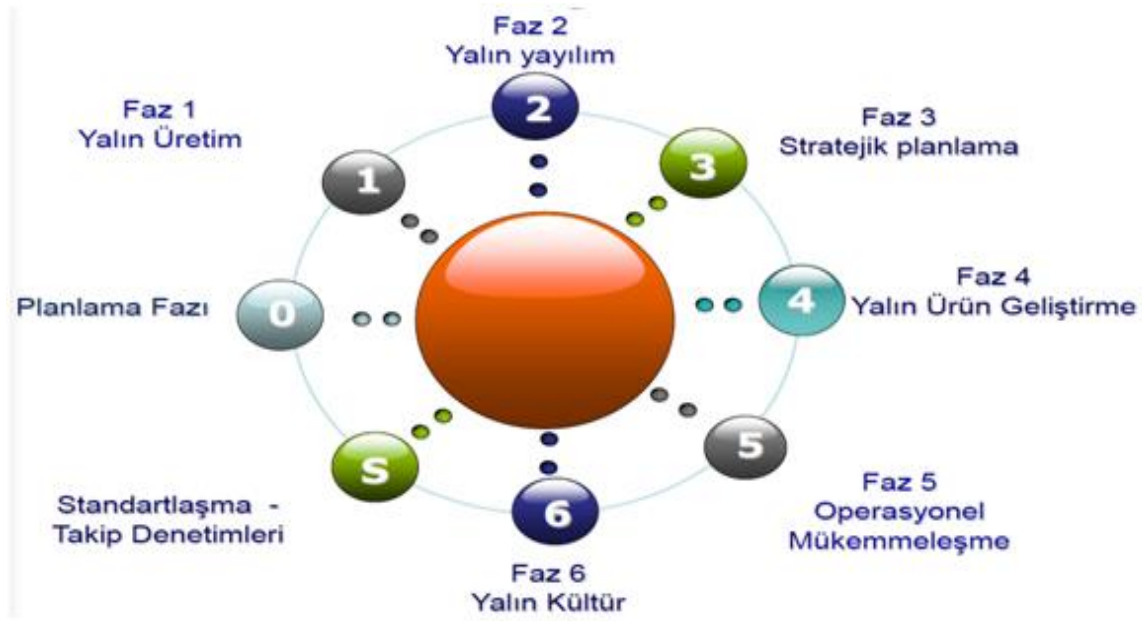 Faz 2
Yalın yayılım
2
Faz 1
Yalın Üretim
1
Faz 3
Stratejik planlama
3
Planlama Fazı
0
Faz 4
Yalın Ürün Geliştirme
4
Standartlaşma -
Takip Denetimleri
S
Faz 5
Operasyonel
Mükemmeleşme
5
6
Faz 6
Yalın Kültür